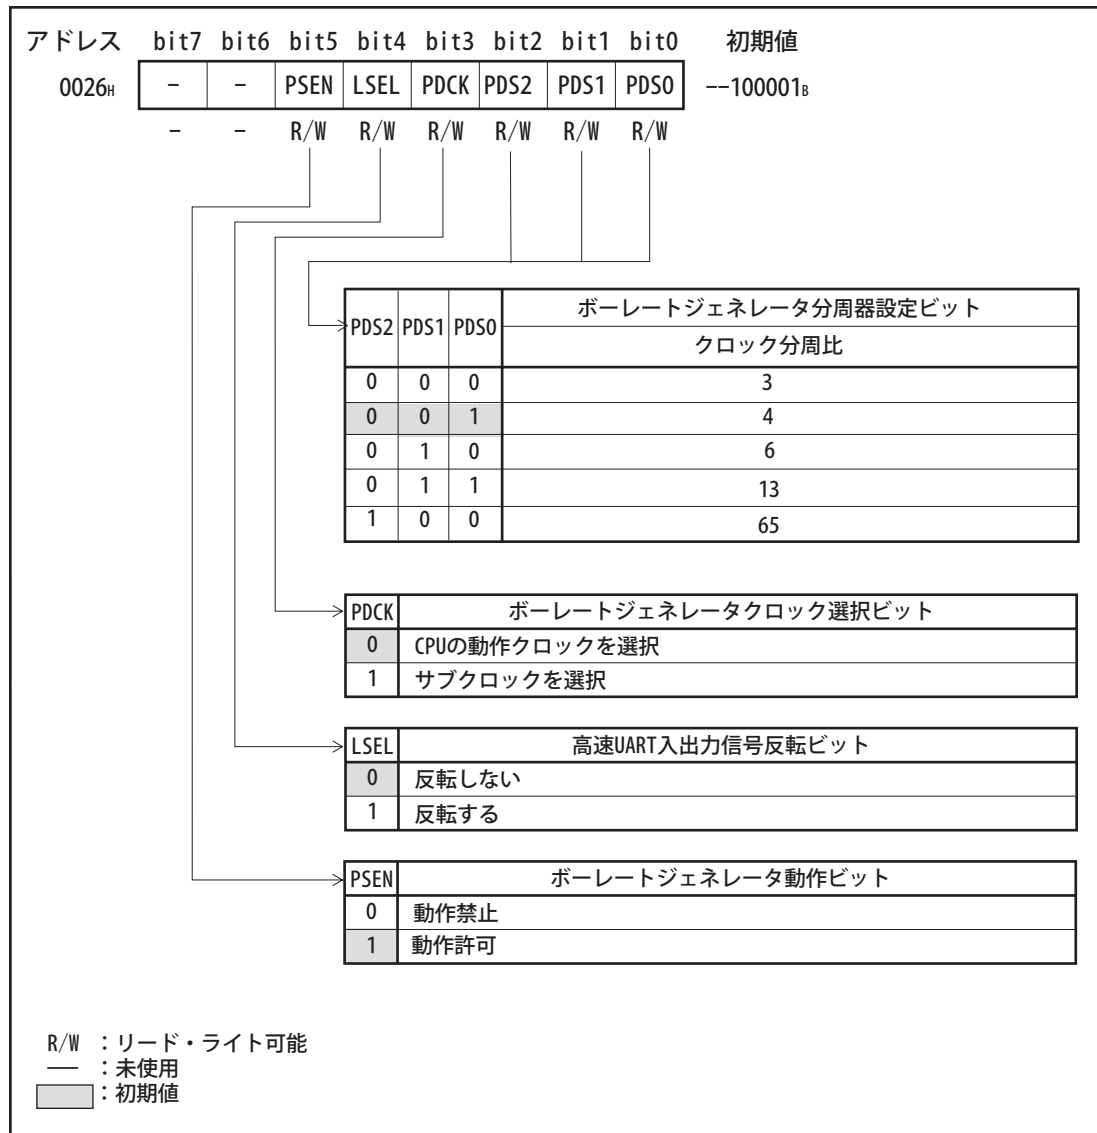 アドレス bit7 bit6 bit5 bit4 bit3 bit2 bit1 bit0 初期値
0026H - - PSEN LSEL PDCK PDS2 PDS1 PDS0 --100001B
- - R/W R/W R/W R/W R/W R/W
PDS2 PDS1 PDS0 ボーレートジェネレータ分周器設定ビット
クロック分周比
0 0 0 3
0 0 1 4
0 1 0 6
0 1 1 13
1 0 0 65
PDCK ボーレートジェネレータクロック選択ビット
0 CPUの動作クロックを選択
1 サブクロックを選択
LSEL 高速UART入出力信号反転ビット
0 反転しない
1 反転する
PSEN ボーレートジェネレータ動作ビット
0 動作禁止
1 動作許可
R/W :リード・ライト可能
— :未使用
:初期値